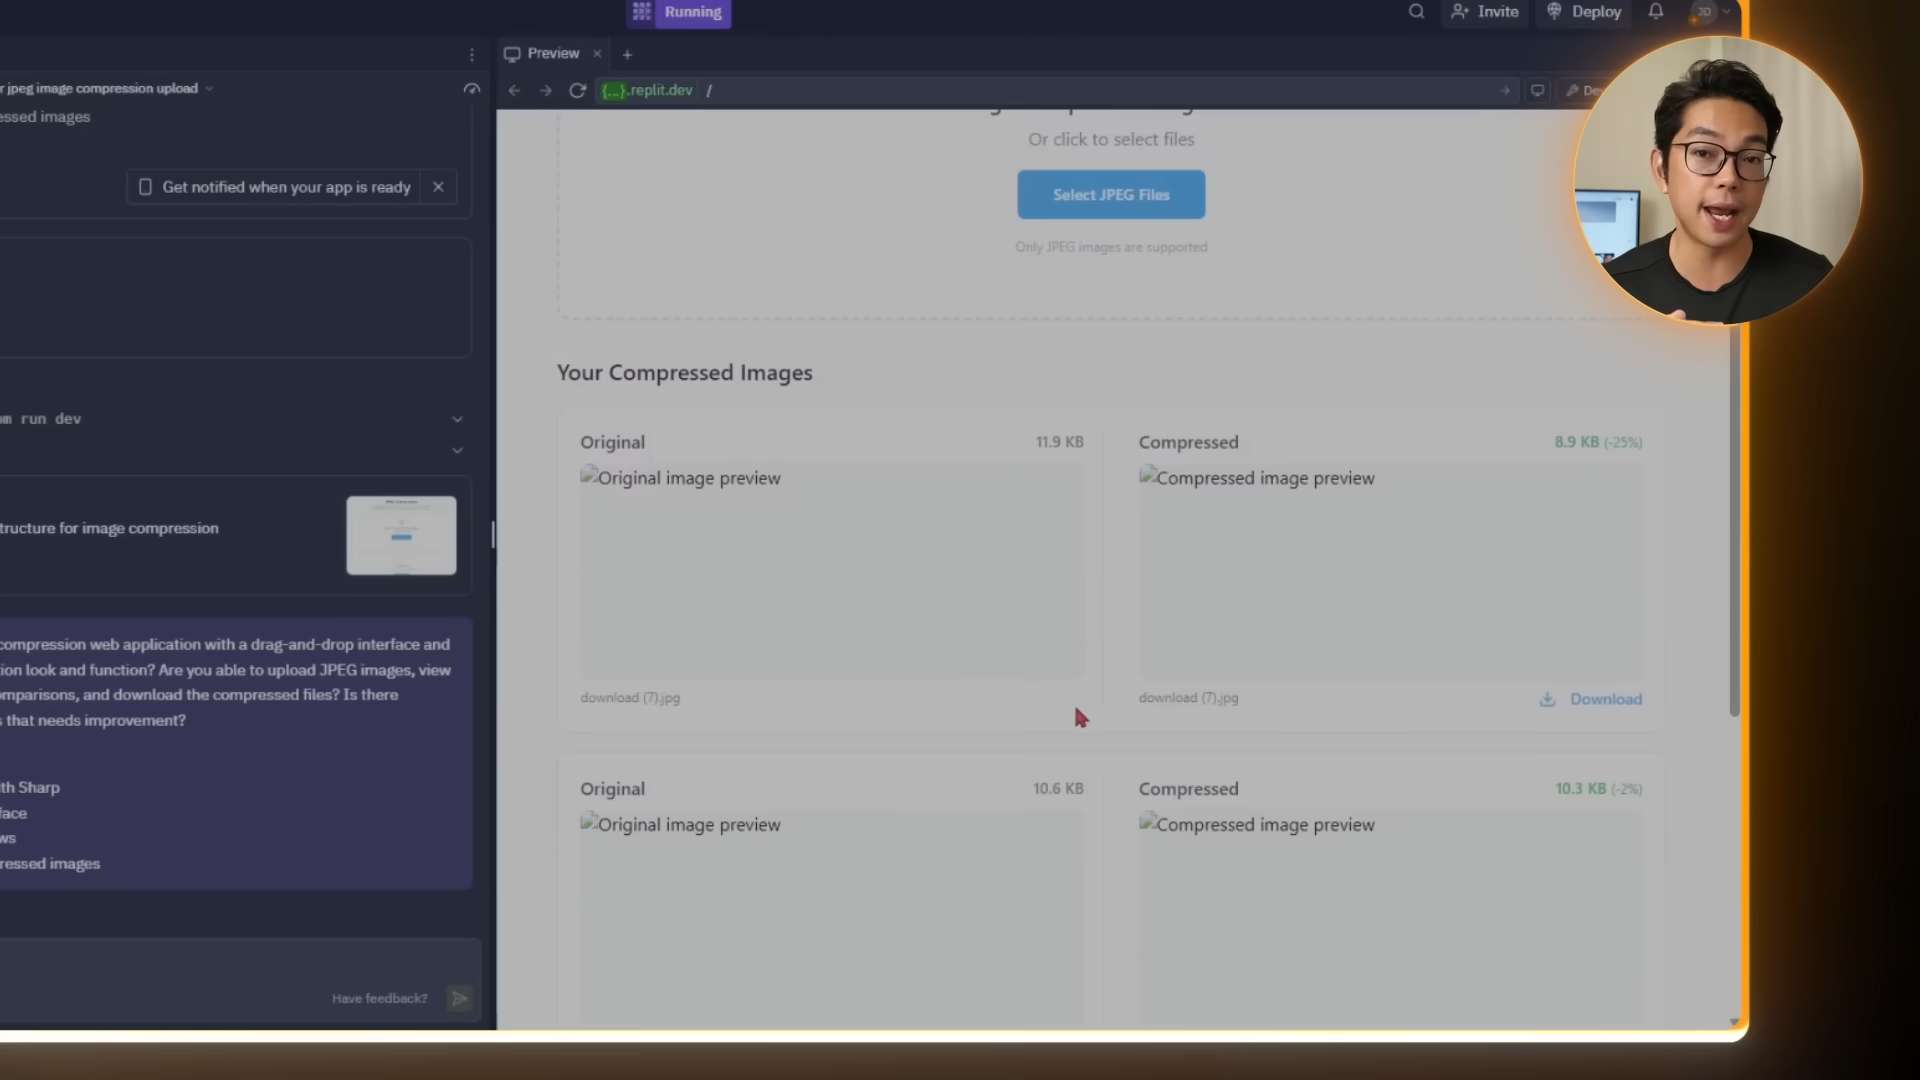 Running
Invite
Deploy
JD
Preview
r jpeg image compression upload
{...}.replit.dev /
essed images
Get notified when your app is ready
om run dev
tructure for image compression
compression web application with a drag-and-drop interface and
tion look and function? Are you able to upload JPEG images, view
omparisons, and download the compressed files? Is there
s that needs improvement?
ith Sharp
face
ws
ressed images
Have feedback?
Or click to select files
Select JPEG Files
Only JPEG images are supported
Your Compressed Images
Original 11.9 KB
Compressed 8.9 KB (-25%)
Original image preview
Compressed image preview
download (7).jpg
download (7).jpg
Download
Original 10.6 KB
Compressed 10.3 KB (-2%)
Original image preview
Compressed image preview